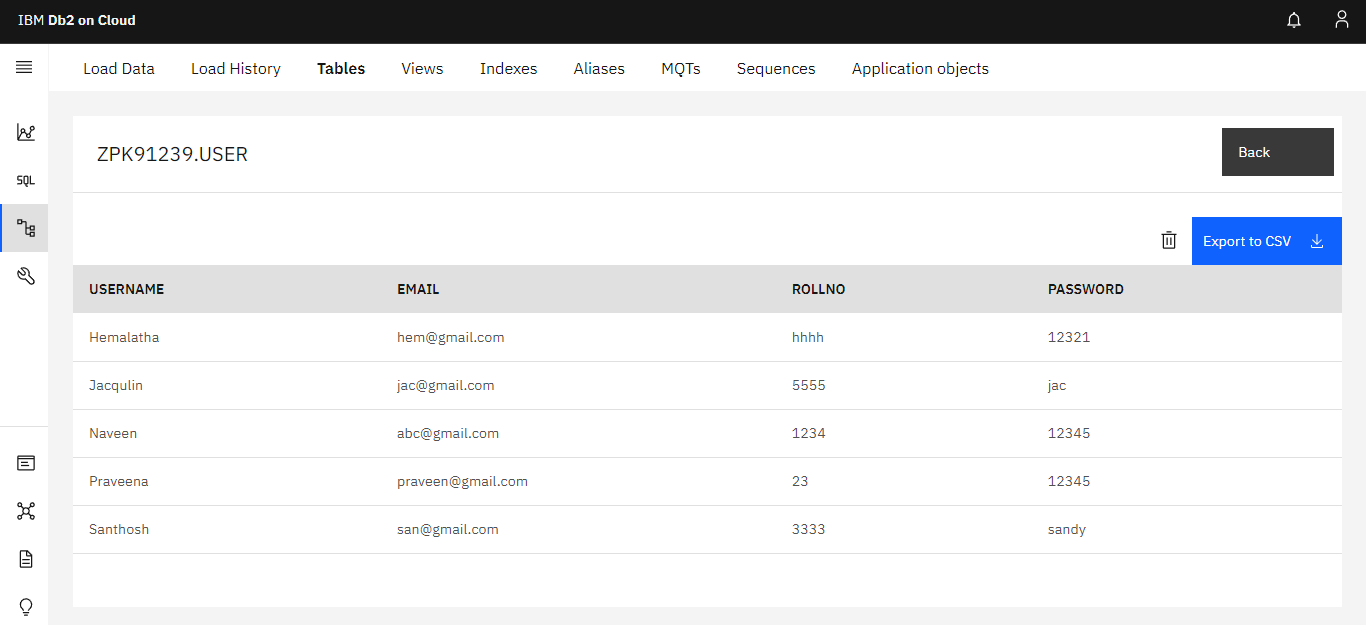 IBM Db2 on Cloud
Load Data Load History Tables Views Indexes Aliases MQTs Sequences Application objects
ZPK91239.USER
Back
SQL
Export to CSV
USERNAME EMAIL ROLLNO PASSWORD
Hemalatha hem@gmail.com hhhh 12321
Jacqulin jac@gmail.com 5555 jac
Naveen abc@gmail.com 1234 12345
Praveena praveen@gmail.com 23 12345
Santhosh san@gmail.com 3333 sandy